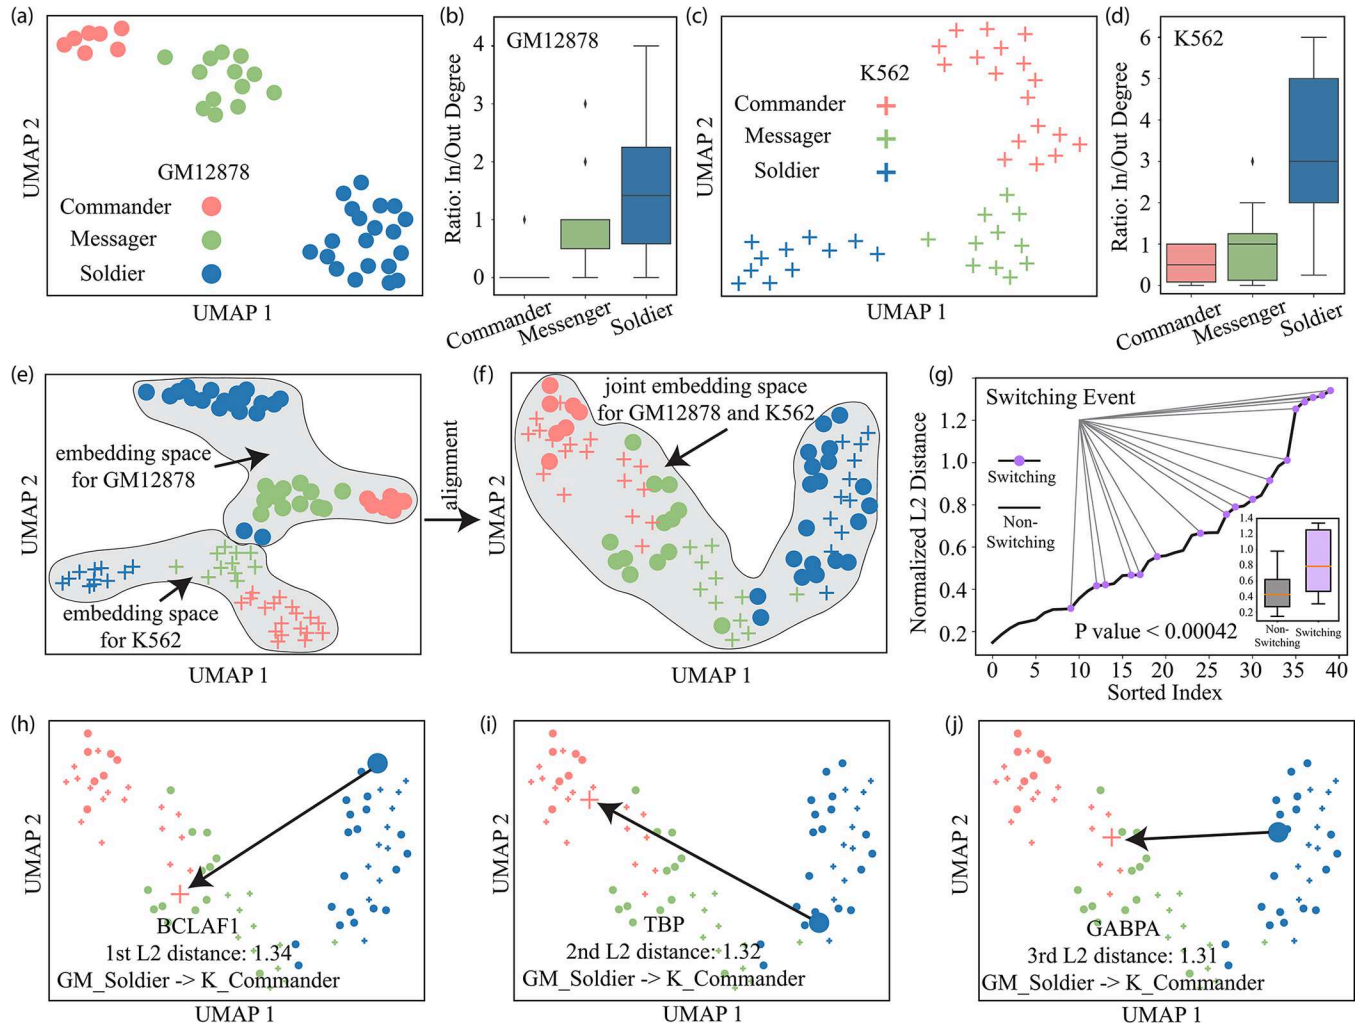 (a)
UMAP 2
GM12878
Commander
Messager
Soldier
UMAP 1
(b)
GM12878
Ratio: In/Out Degree
4
3
2
1
0
Commander
Messenger
Soldier
(c)
UMAP 2
K562
Commander
Messager
Soldier
UMAP 1
(d)
K562
Ratio: In/Out Degree
6
5
4
3
2
1
0
Commander
Messenger
Soldier
(e)
UMAP 2
embedding space
for GM12878
embedding space
for K562
UMAP 1
alignment
(f)
UMAP 2
joint embedding space
for GM12878 and K562
UMAP 1
(g)
Switching Event
Normalized L2 Distance
1.2
1.0
0.8
0.6
0.4
0.2
Switching
Non-
Switching
1.4
1.2
1.0
0.8
0.6
0.4
0.2
Non-
Switching
Switching
P value < 0.00042
0 5 10 15 20 25 30 35 40
Sorted Index
(h)
UMAP 2
BCLAF1
1st L2 distance: 1.34
GM_Soldier -> K_Commander
UMAP 1
(i)
UMAP 2
TBP
2nd L2 distance: 1.32
GM_Soldier -> K_Commander
UMAP 1
(j)
UMAP 2
GABPA
3rd L2 distance: 1.31
GM_Soldier -> K_Commander
UMAP 1